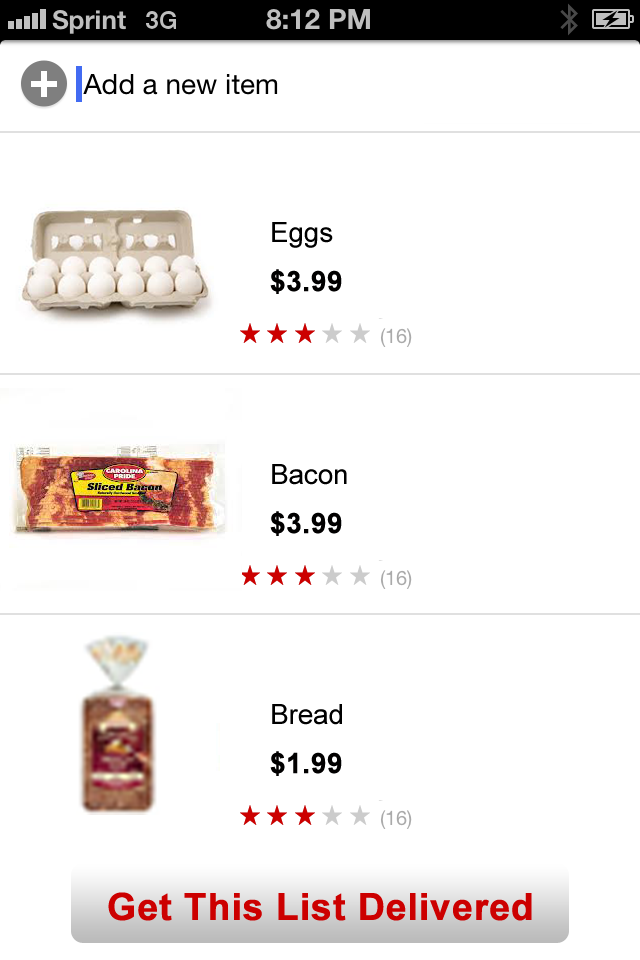 Sprint 3G 8:12 PM
Add a new item
Eggs
$3.99
(16)
CAROLINA
PRIDE
Sliced Bacon
Bacon
$3.99
(16)
Bread
$1.99
(16)
Get This List Delivered